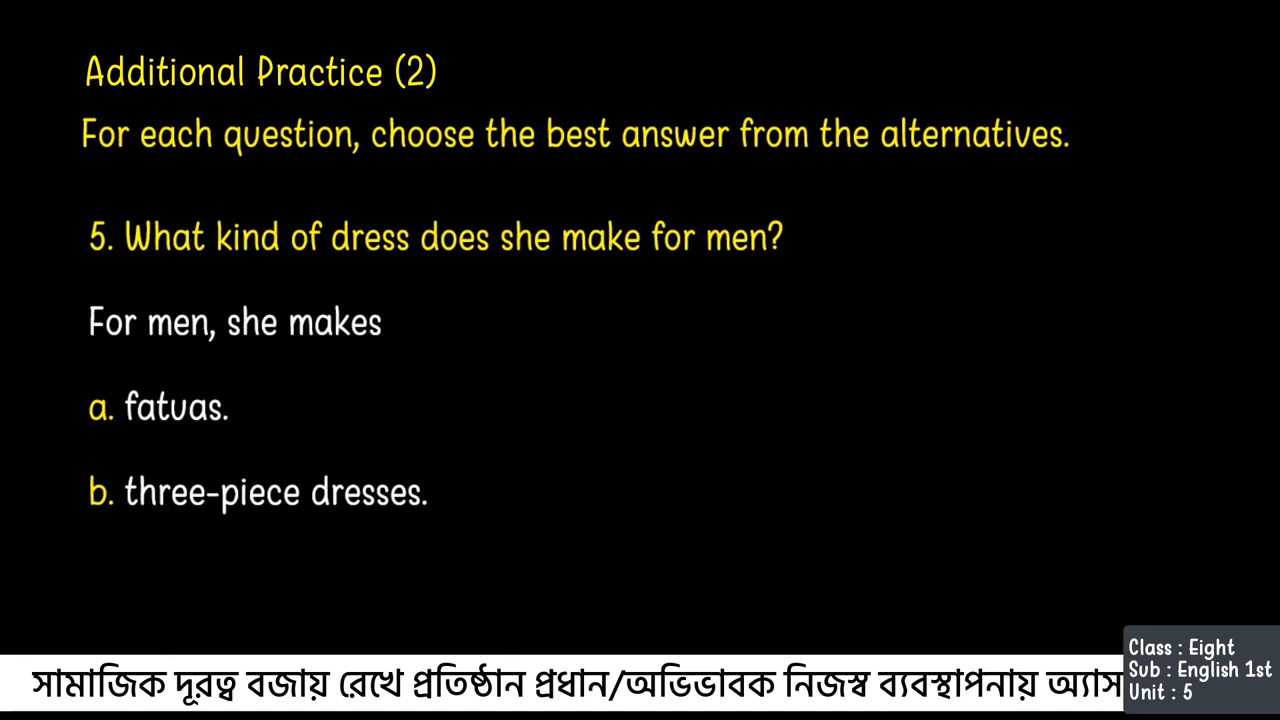 Additional Practice (2)
For each question, choose the best answer from the alternatives.
5. What kind of dress does she make for men?
For men, she makes
a. fatuas.
b. three-piece dresses.
সামাজিক দূরত্ব বজায় রেখে প্রতিষ্ঠান প্রধান/অভিভাবক নিজস্ব ব্যবস্থাপনায় অ্যাস
Class : Eight
Sub : English 1st
Unit : 5